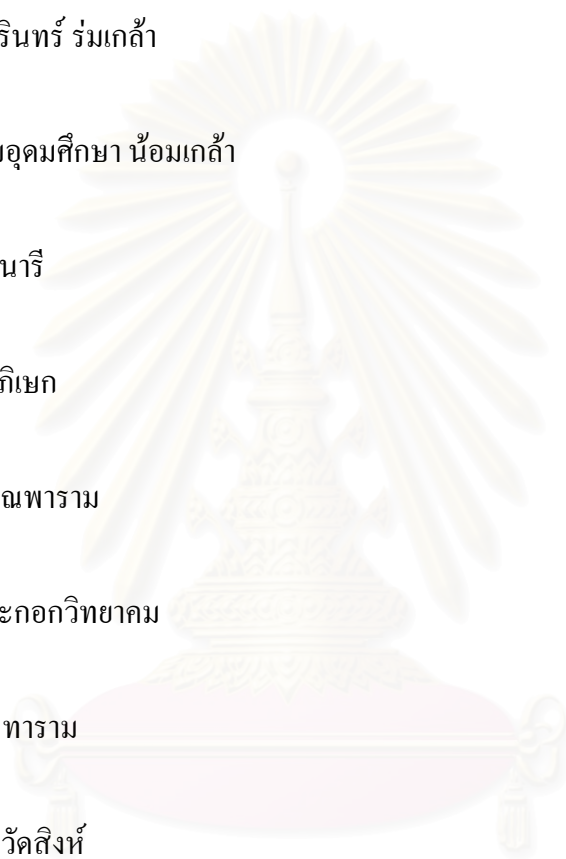 รินทร์ ร่มเกล้า
อุดมศึกษา น้อมเกล้า
นารี
ภิเษก
ณพาราม
ะกอกวิทยาคม
ทาราม
วัดสิงห์